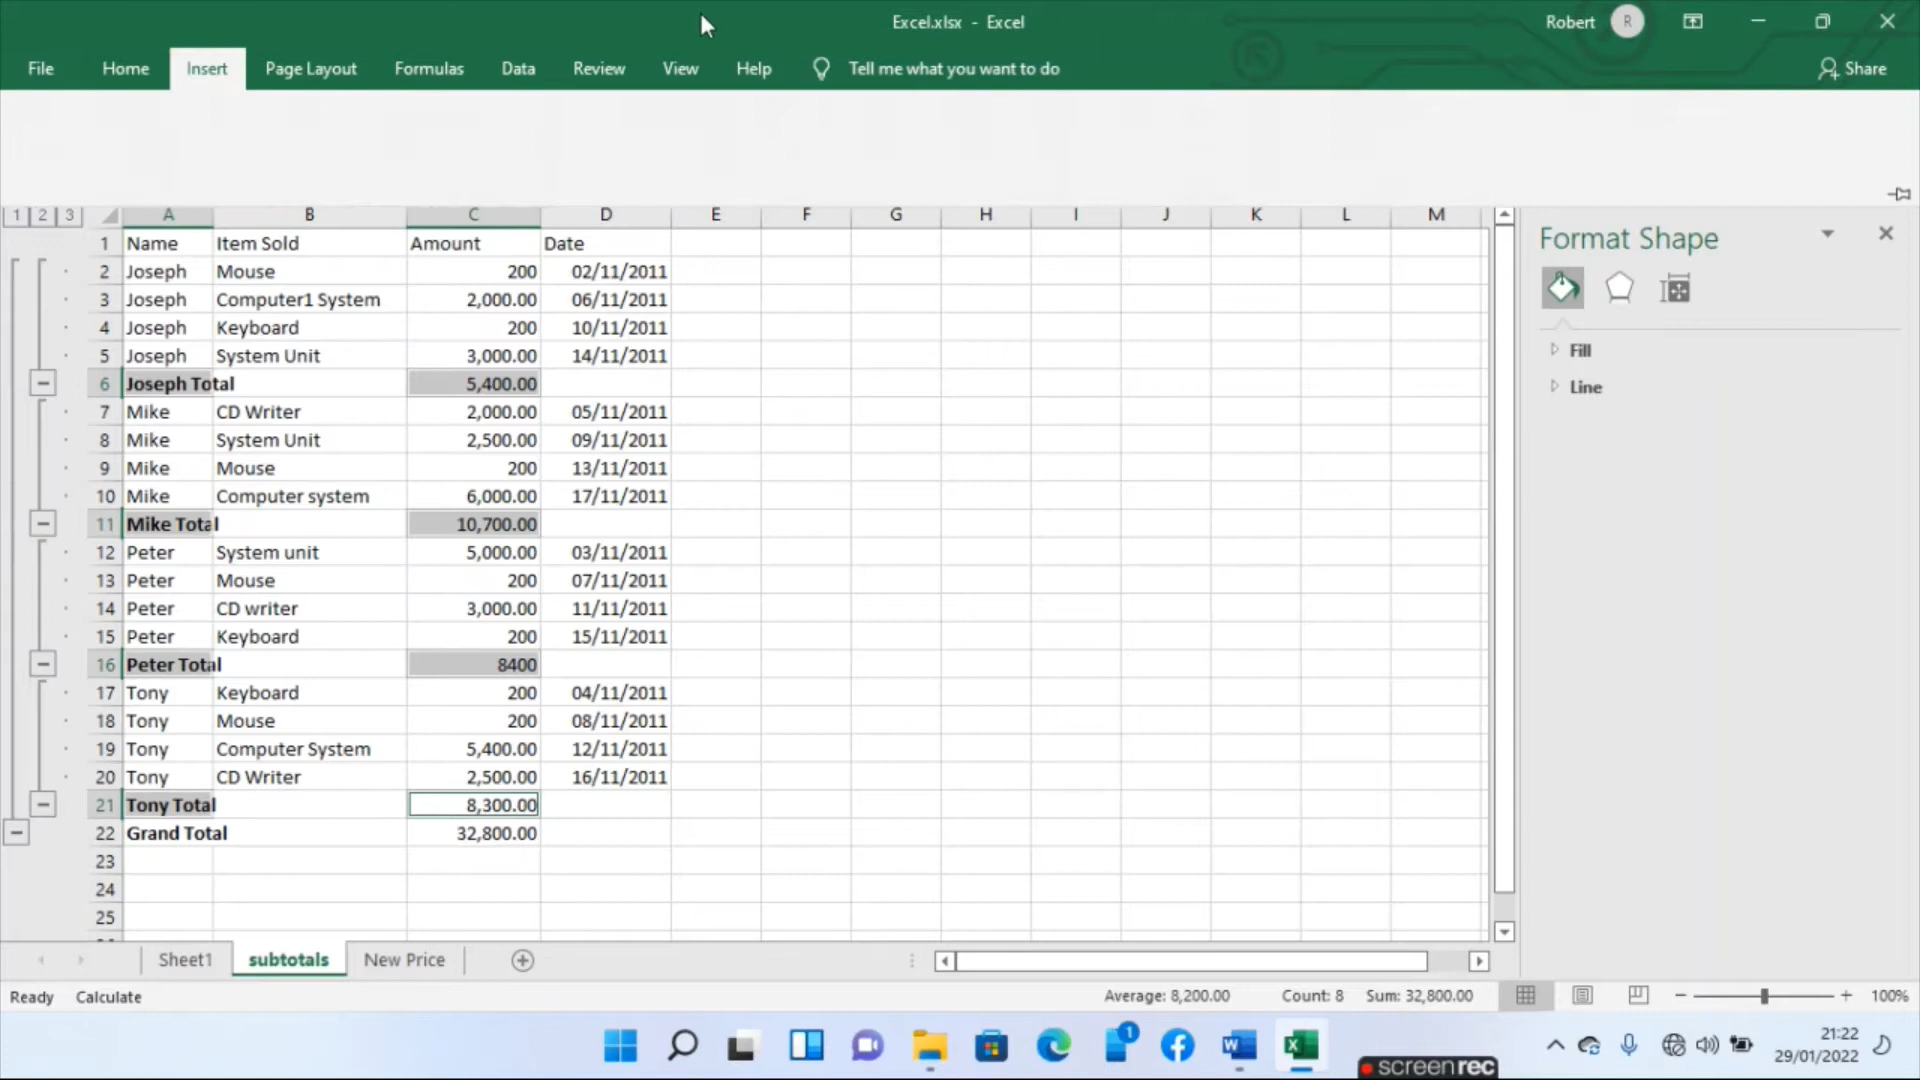 Excel.xlsx - Excel
Robert R
File Home Insert Page Layout Formulas Data Review View Help Tell me what you want to do Share
1 2 3 A B C D E F G H I J K L M
Format Shape
1 Name Item Sold Amount Date
2 Joseph Mouse 200 02/11/2011
3 Joseph Computer1 System 2,000.00 06/11/2011
4 Joseph Keyboard 200 10/11/2011
5 Joseph System Unit 3,000.00 14/11/2011
6 Joseph Total 5,400.00
7 Mike CD Writer 2,000.00 05/11/2011
8 Mike System Unit 2,500.00 09/11/2011
9 Mike Mouse 200 13/11/2011
10 Mike Computer system 6,000.00 17/11/2011
11 Mike Total 10,700.00
12 Peter System unit 5,000.00 03/11/2011
13 Peter Mouse 200 07/11/2011
14 Peter CD writer 3,000.00 11/11/2011
15 Peter Keyboard 200 15/11/2011
16 Peter Total 8400
17 Tony Keyboard 200 04/11/2011
18 Tony Mouse 200 08/11/2011
19 Tony Computer System 5,400.00 12/11/2011
20 Tony CD Writer 2,500.00 16/11/2011
21 Tony Total 8,300.00
22 Grand Total 32,800.00
23
24
25
Fill
Line
Sheet1 subtotals New Price
Ready Calculate Average: 8,200.00 Count: 8 Sum: 32,800.00 100%
1
21:22
29/01/2022
screenrec